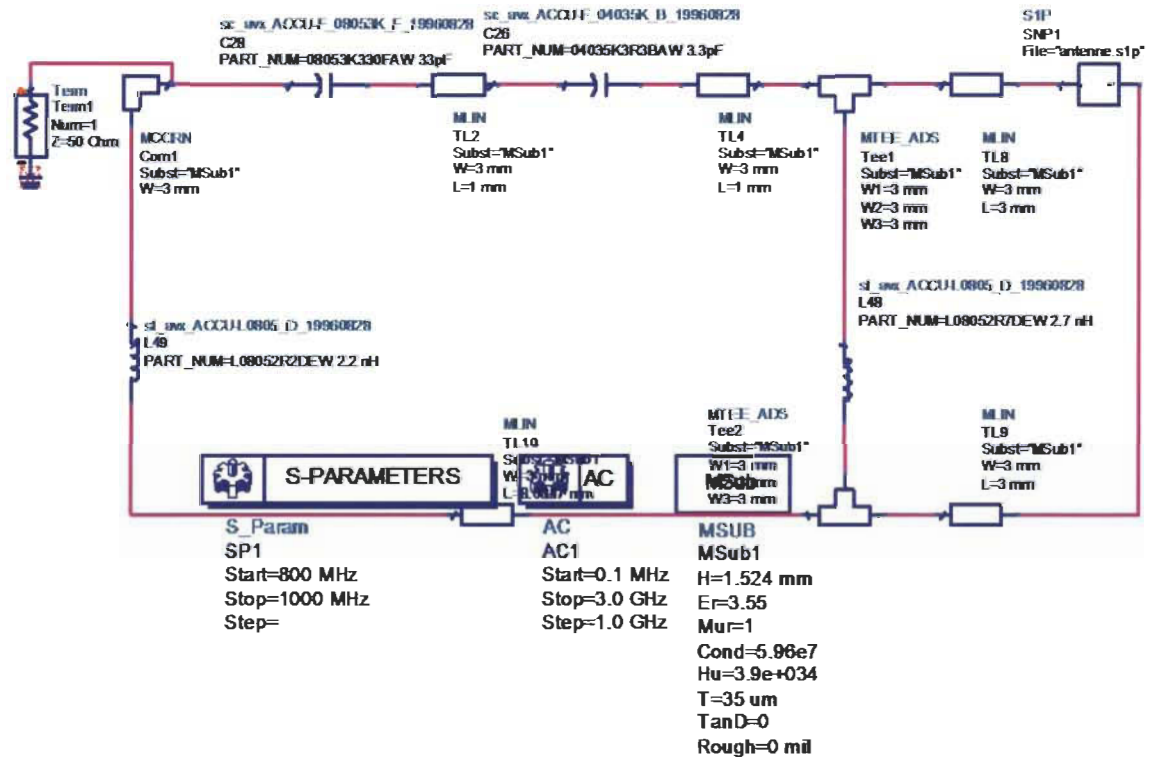 sc_avx_ACCU-F_08053K_F_19960828
C28
PART_NUM=08053K330FAW 33pF
sc_avx_ACCU-F_04035K_B_19960828
C26
PART_NUM=04035K3R3BAW 3.3pF
S1P
SNP1
File="antenne.s1p"
Term
Term1
Num=1
Z=50 Ohm
MCORN
Corn1
Subst="MSub1"
W=3 mm
MLIN
TL2
Subst="MSub1"
W=3 mm
L=1 mm
MLIN
TL4
Subst="MSub1"
W=3 mm
L=1 mm
MTEE_ADS
Tee1
Subst="MSub1"
W1=3 mm
W2=3 mm
W3=3 mm
MLIN
TL8
Subst="MSub1"
W=3 mm
L=3 mm
sl_avx_ACCU-L0805_D_19960828
L49
PART_NUM=L08052R2DEW 2.2 nH
sl_avx_ACCU-L0805_D_19960828
L48
PART_NUM=L08052R7DEW 2.7 nH
MLIN
MTEE_ADS
Tee2
Subst="MSub1"
W1=3 mm
W3=3 mm
MLIN
TL9
Subst="MSub1"
W=3 mm
L=3 mm
S-PARAMETERS
AC
MSub
S_Param
SP1
Start=800 MHz
Stop=1000 MHz
Step=
AC
AC1
Start=0.1 MHz
Stop=3.0 GHz
Step=1.0 GHz
MSUB
MSub1
H=1.524 mm
Er=3.55
Mur=1
Cond=5.96e7
Hu=3.9e+034
T=35 um
TanD=0
Rough=0 mil